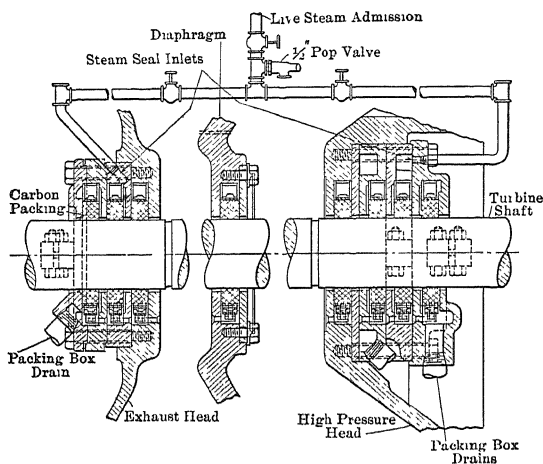 Live Steam Admission
Diaphragm
½" Pop Valve
Steam Seal Inlets
Carbon
Packing
Turbine
Shaft
Packing Box
Drain
Exhaust Head
High Pressure
Head
Packing Box
Drains